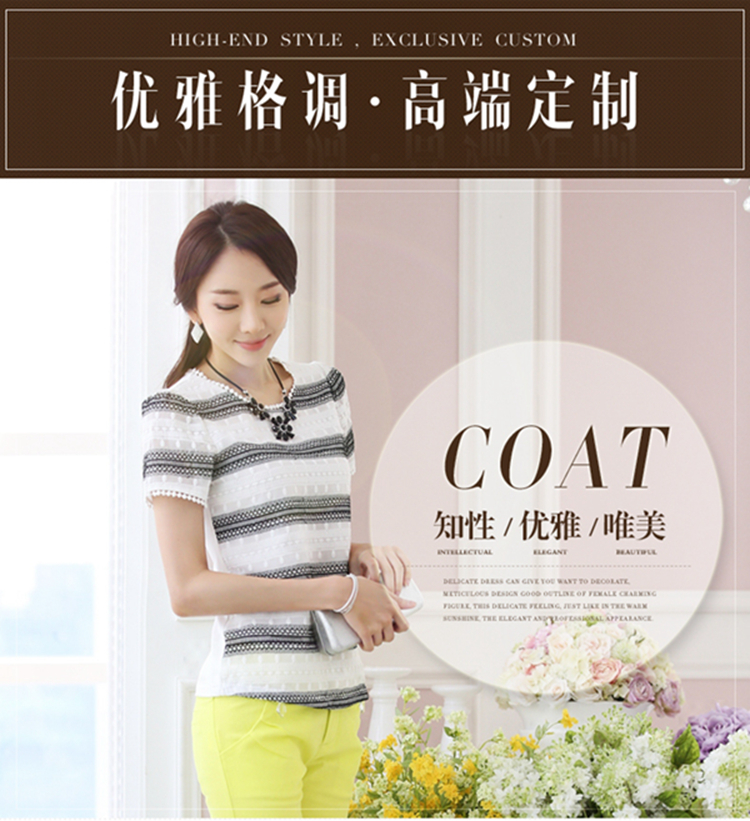 HIGH-END STYLE , EXCLUSIVE CUSTOM
优雅格调·高端定制
COAT
知性/优雅/唯美
INTELLECTUAL ELEGANT BEAUTIFUL
DELICATE DRESS CAN GIVE YOU WANT TO DECORATE,
METICULOUS DESIGN GOOD OUTLINE OF FEMALE CHARMING
FIGURE, THIS DELICATE FEELING, JUST LIKE IN THE WARM
SUNSHINE, THE ELEGANT AND PROFESSIONAL APPEARANCE.